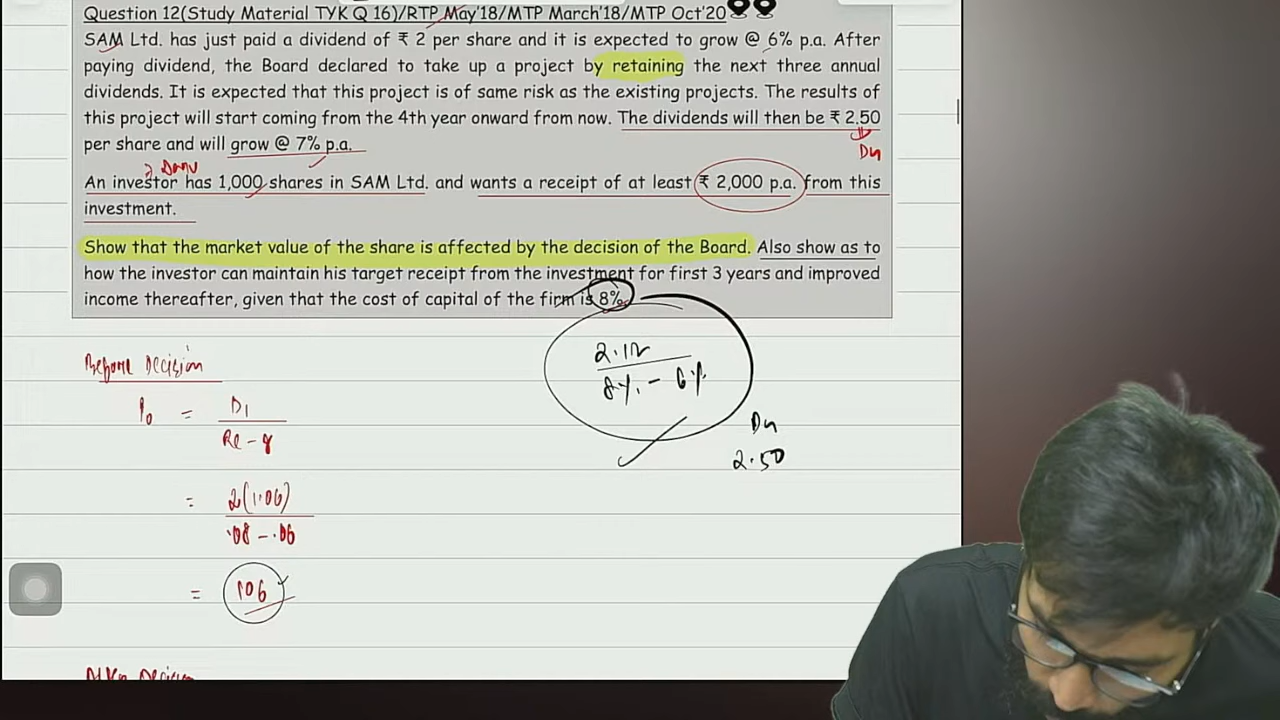 Question 12(Study Material TYK Q 16)/RTP May'18/MTP March'18/MTP Oct'20
SAM Ltd. has just paid a dividend of ₹ 2 per share and it is expected to grow @ 6% p.a. After
paying dividend, the Board declared to take up a project by retaining the next three annual
dividends. It is expected that this project is of same risk as the existing projects. The results of
this project will start coming from the 4th year onward from now. The dividends will then be ₹ 2.50
per share and will grow @ 7% p.a.
D4
An investor has 1,000 shares in SAM Ltd. and wants a receipt of at least ₹ 2,000 p.a. from this
investment.
Show that the market value of the share is affected by the decision of the Board. Also show as to
how the investor can maintain his target receipt from the investment for first 3 years and improved
income thereafter, given that the cost of capital of the firm is 8%.
Before Decision
P0 = D1
Re - g
= 2(1.06)
.08 - .06
= 106
2.12
8% - 6%
D4
2.50
After Decision